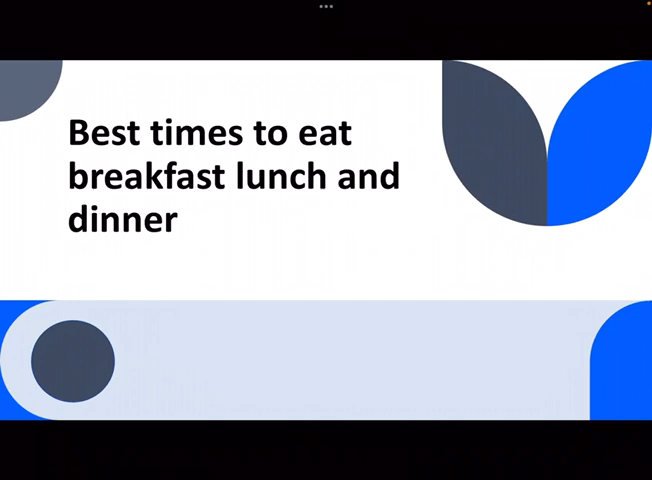 Best times to eat
breakfast lunch and
dinner